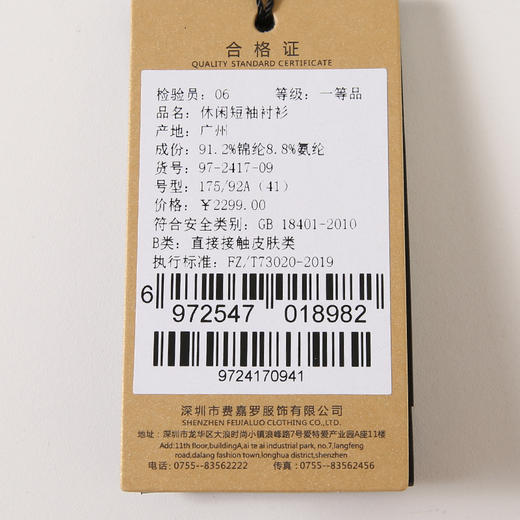 合格证
QUALITY STANDARD CERTIFICATE
检验员: 06 等级: 一等品
品名: 休闲短袖衬衫
产地: 广州
成份: 91.2%锦纶8.8%氨纶
货号: 97-2417-09
号型: 175/92A (41)
价格: ¥2299.00
符合安全类别: GB 18401-2010
B类: 直接接触皮肤类
执行标准: FZ/T73020-2019
6 972547 018982
9724170941
深圳市费嘉罗服饰有限公司
SHENZHEN FEIJIALUO CLOTHING CO.,LTD.
地址:深圳市龙华区大浪时尚小镇浪峰路7号爱特爱产业园A座11楼
Add:11th floor,buildingA,ai te ai industrial park, no.7,langfeng
road,dalang fashion town,longhua district,shenzhen
电话:0755--83562222 传真:0755--83562456